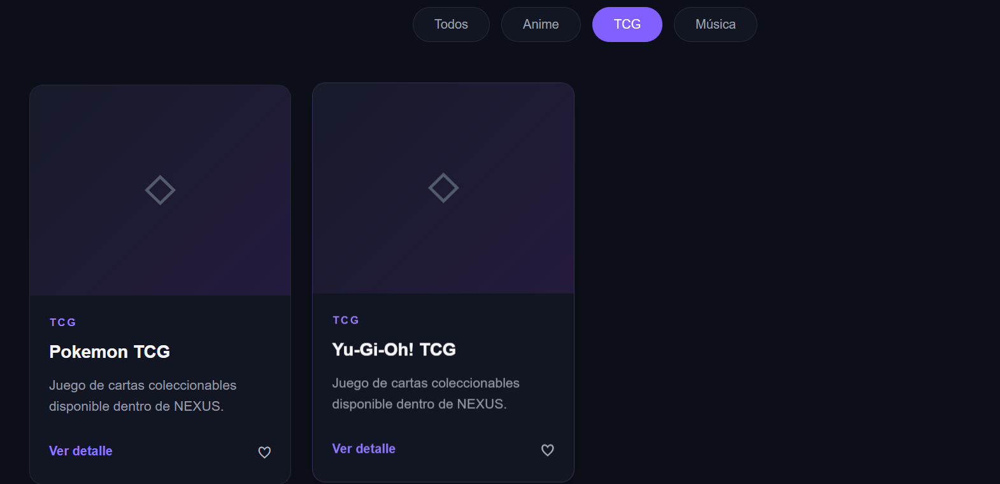 Todos
Anime
TCG
Música
TCG
Pokemon TCG
Juego de cartas coleccionables
disponible dentro de NEXUS.
Ver detalle
TCG
Yu-Gi-Oh! TCG
Juego de cartas coleccionables
disponible dentro de NEXUS.
Ver detalle